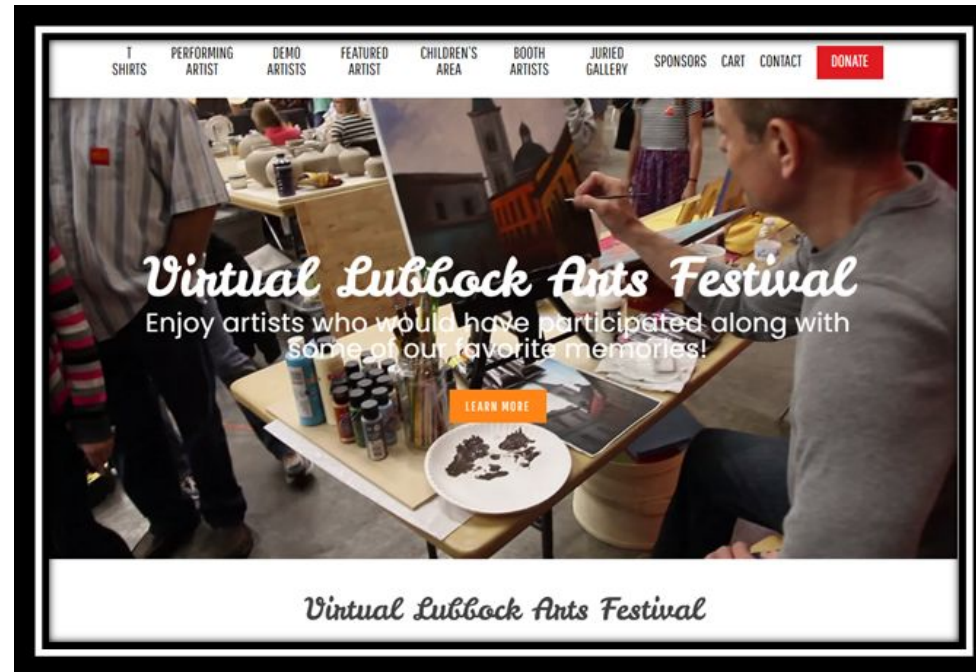 T
SHIRTS
PERFORMING
ARTIST
DEMO
ARTISTS
FEATURED
ARTIST
CHILDREN'S
AREA
BOOTH
ARTISTS
JURIED
GALLERY
SPONSORS
CART
CONTACT
DONATE
Virtual Lubbock Arts Festival
Enjoy artists who would have participated along with
some of our favorite memories!
LEARN MORE
Virtual Lubbock Arts Festival